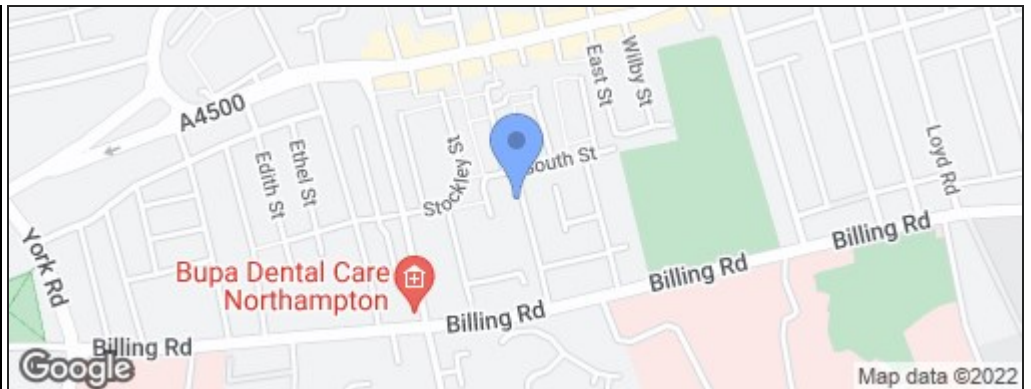 A4500
East St
Wilby St
Ethel St
Edith St
Stockley St
South St
Loyd Rd
York Rd
Bupa Dental Care
Northampton
Billing Rd
Billing Rd
Billing Rd
Billing Rd
Google
Map data ©2022